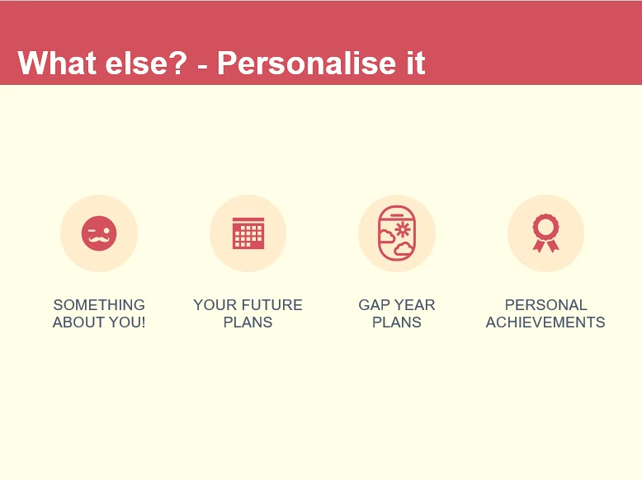 What else? - Personalise it
SOMETHING
ABOUT YOU!
YOUR FUTURE
PLANS
GAP YEAR
PLANS
PERSONAL
ACHIEVEMENTS